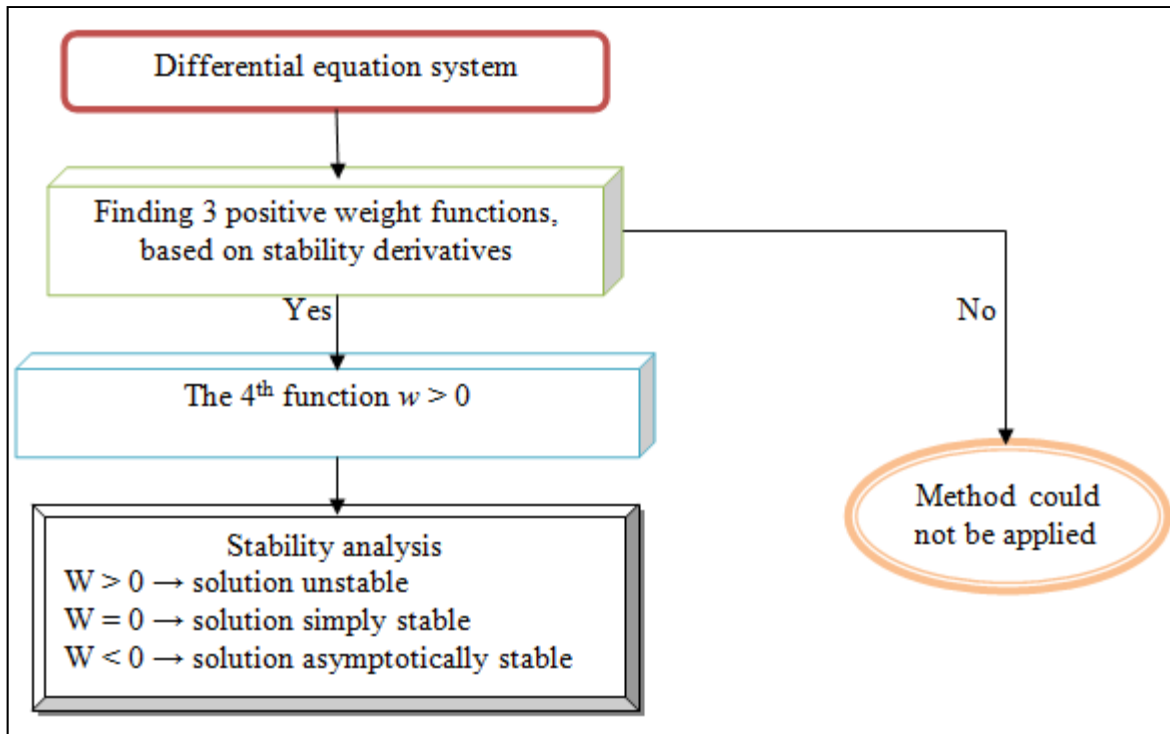 Differential equation system
Finding 3 positive weight functions,
based on stability derivatives
Yes
No
The 4th function w > 0
Method could
not be applied
Stability analysis
W > 0 → solution unstable
W = 0 → solution simply stable
W < 0 → solution asymptotically stable